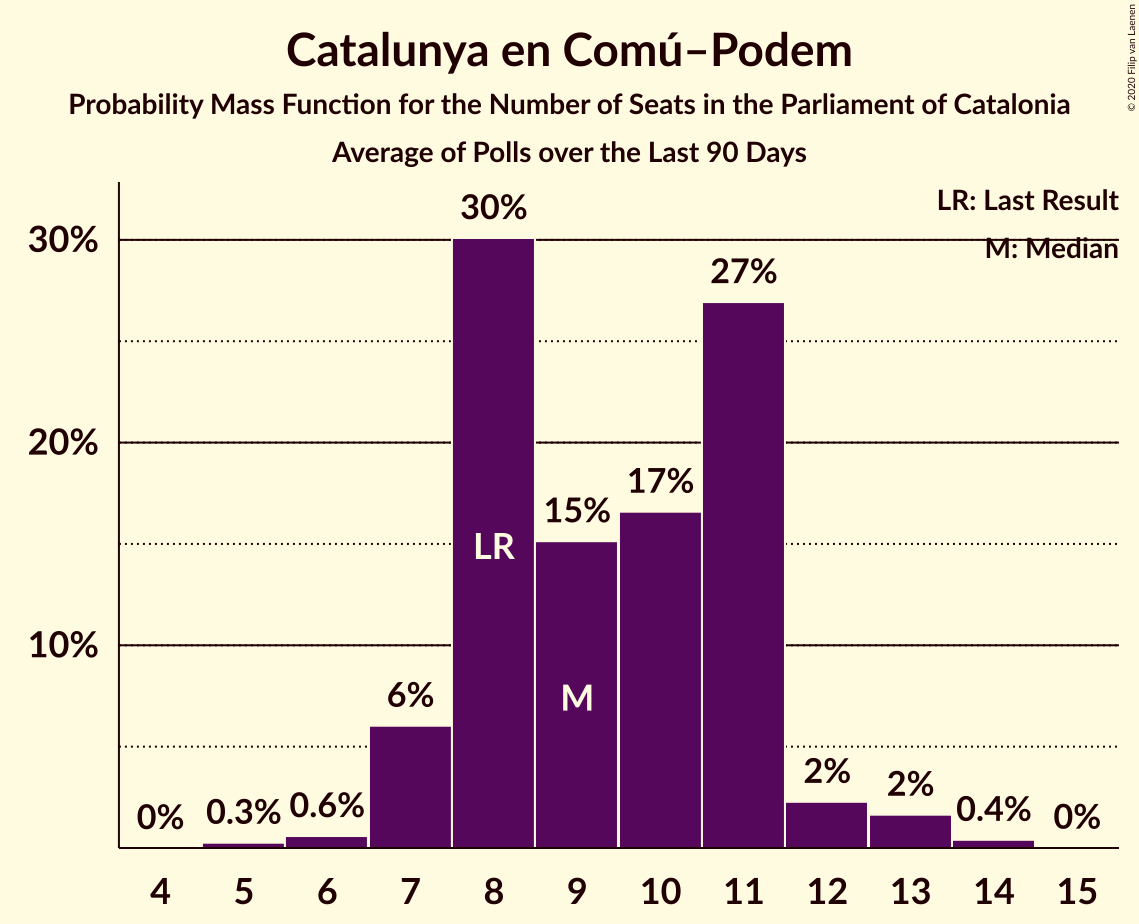 Catalunya en Comú–Podem
Probability Mass Function for the Number of Seats in the Parliament of Catalonia
Average of Polls over the Last 90 Days
© 2020 Filip van Laenen
LR: Last Result
M: Median
30%
20%
10%
0%
0.3%
0.6%
6%
30%
15%
17%
27%
2%
2%
0.4%
0%
LR
M
4 5 6 7 8 9 10 11 12 13 14 15